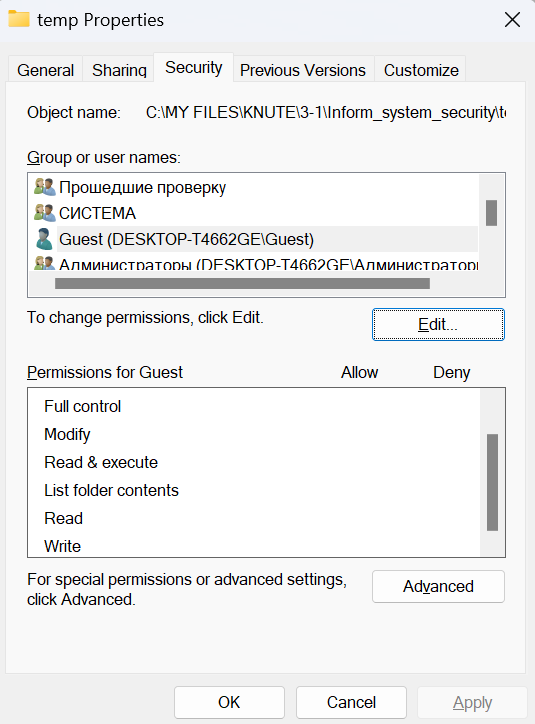 temp Properties
General Sharing Security Previous Versions Customize
Object name: C:\MY FILES\KNUTE\3-1\Inform_system_security\te
Group or user names:
Прошедшие проверку
СИСТЕМА
Guest (DESKTOP-T4662GE\Guest)
Администраторы (DESKTOP-T4662GE\Администраторы
To change permissions, click Edit.
Edit...
Permissions for Guest Allow Deny
Full control
Modify
Read & execute
List folder contents
Read
Write
For special permissions or advanced settings,
click Advanced.
Advanced
OK Cancel Apply